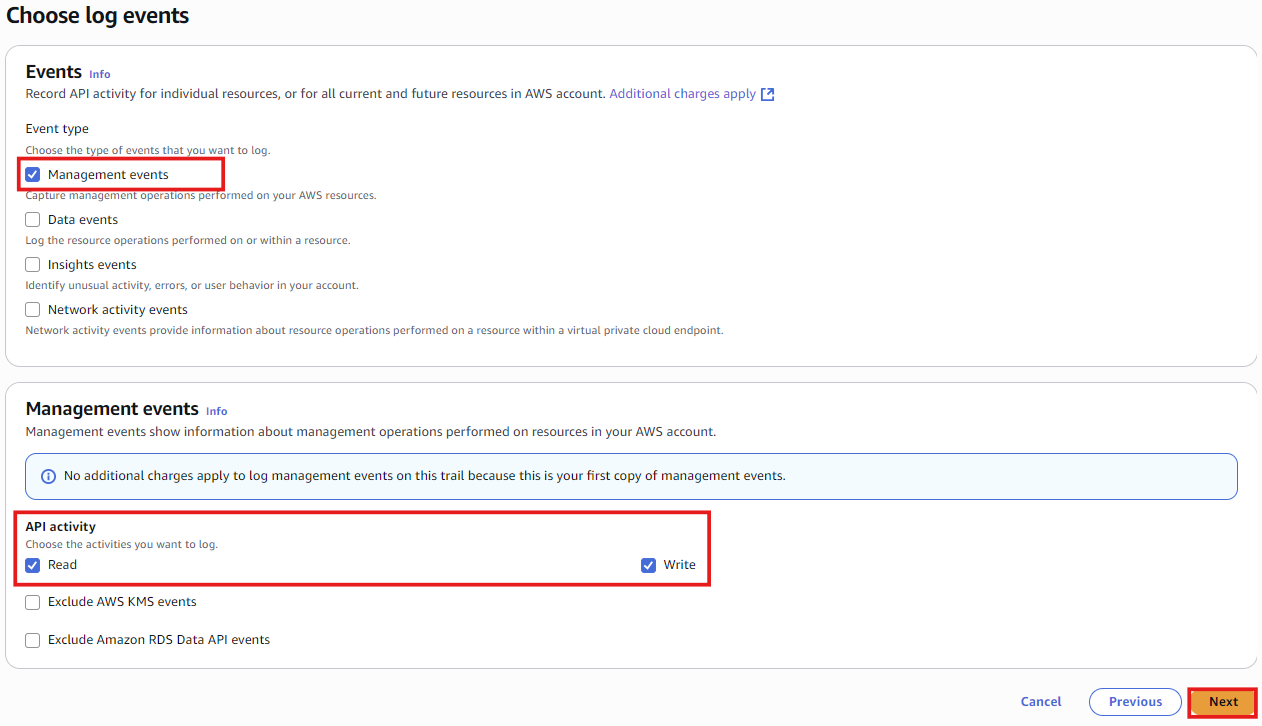 Choose log events
Events Info
Record API activity for individual resources, or for all current and future resources in AWS account. Additional charges apply
Event type
Choose the type of events that you want to log.
Management events
Capture management operations performed on your AWS resources.
Data events
Log the resource operations performed on or within a resource.
Insights events
Identify unusual activity, errors, or user behavior in your account.
Network activity events
Network activity events provide information about resource operations performed on a resource within a virtual private cloud endpoint.
Management events Info
Management events show information about management operations performed on resources in your AWS account.
No additional charges apply to log management events on this trail because this is your first copy of management events.
API activity
Choose the activities you want to log.
Read Write
Exclude AWS KMS events
Exclude Amazon RDS Data API events
Cancel Previous Next